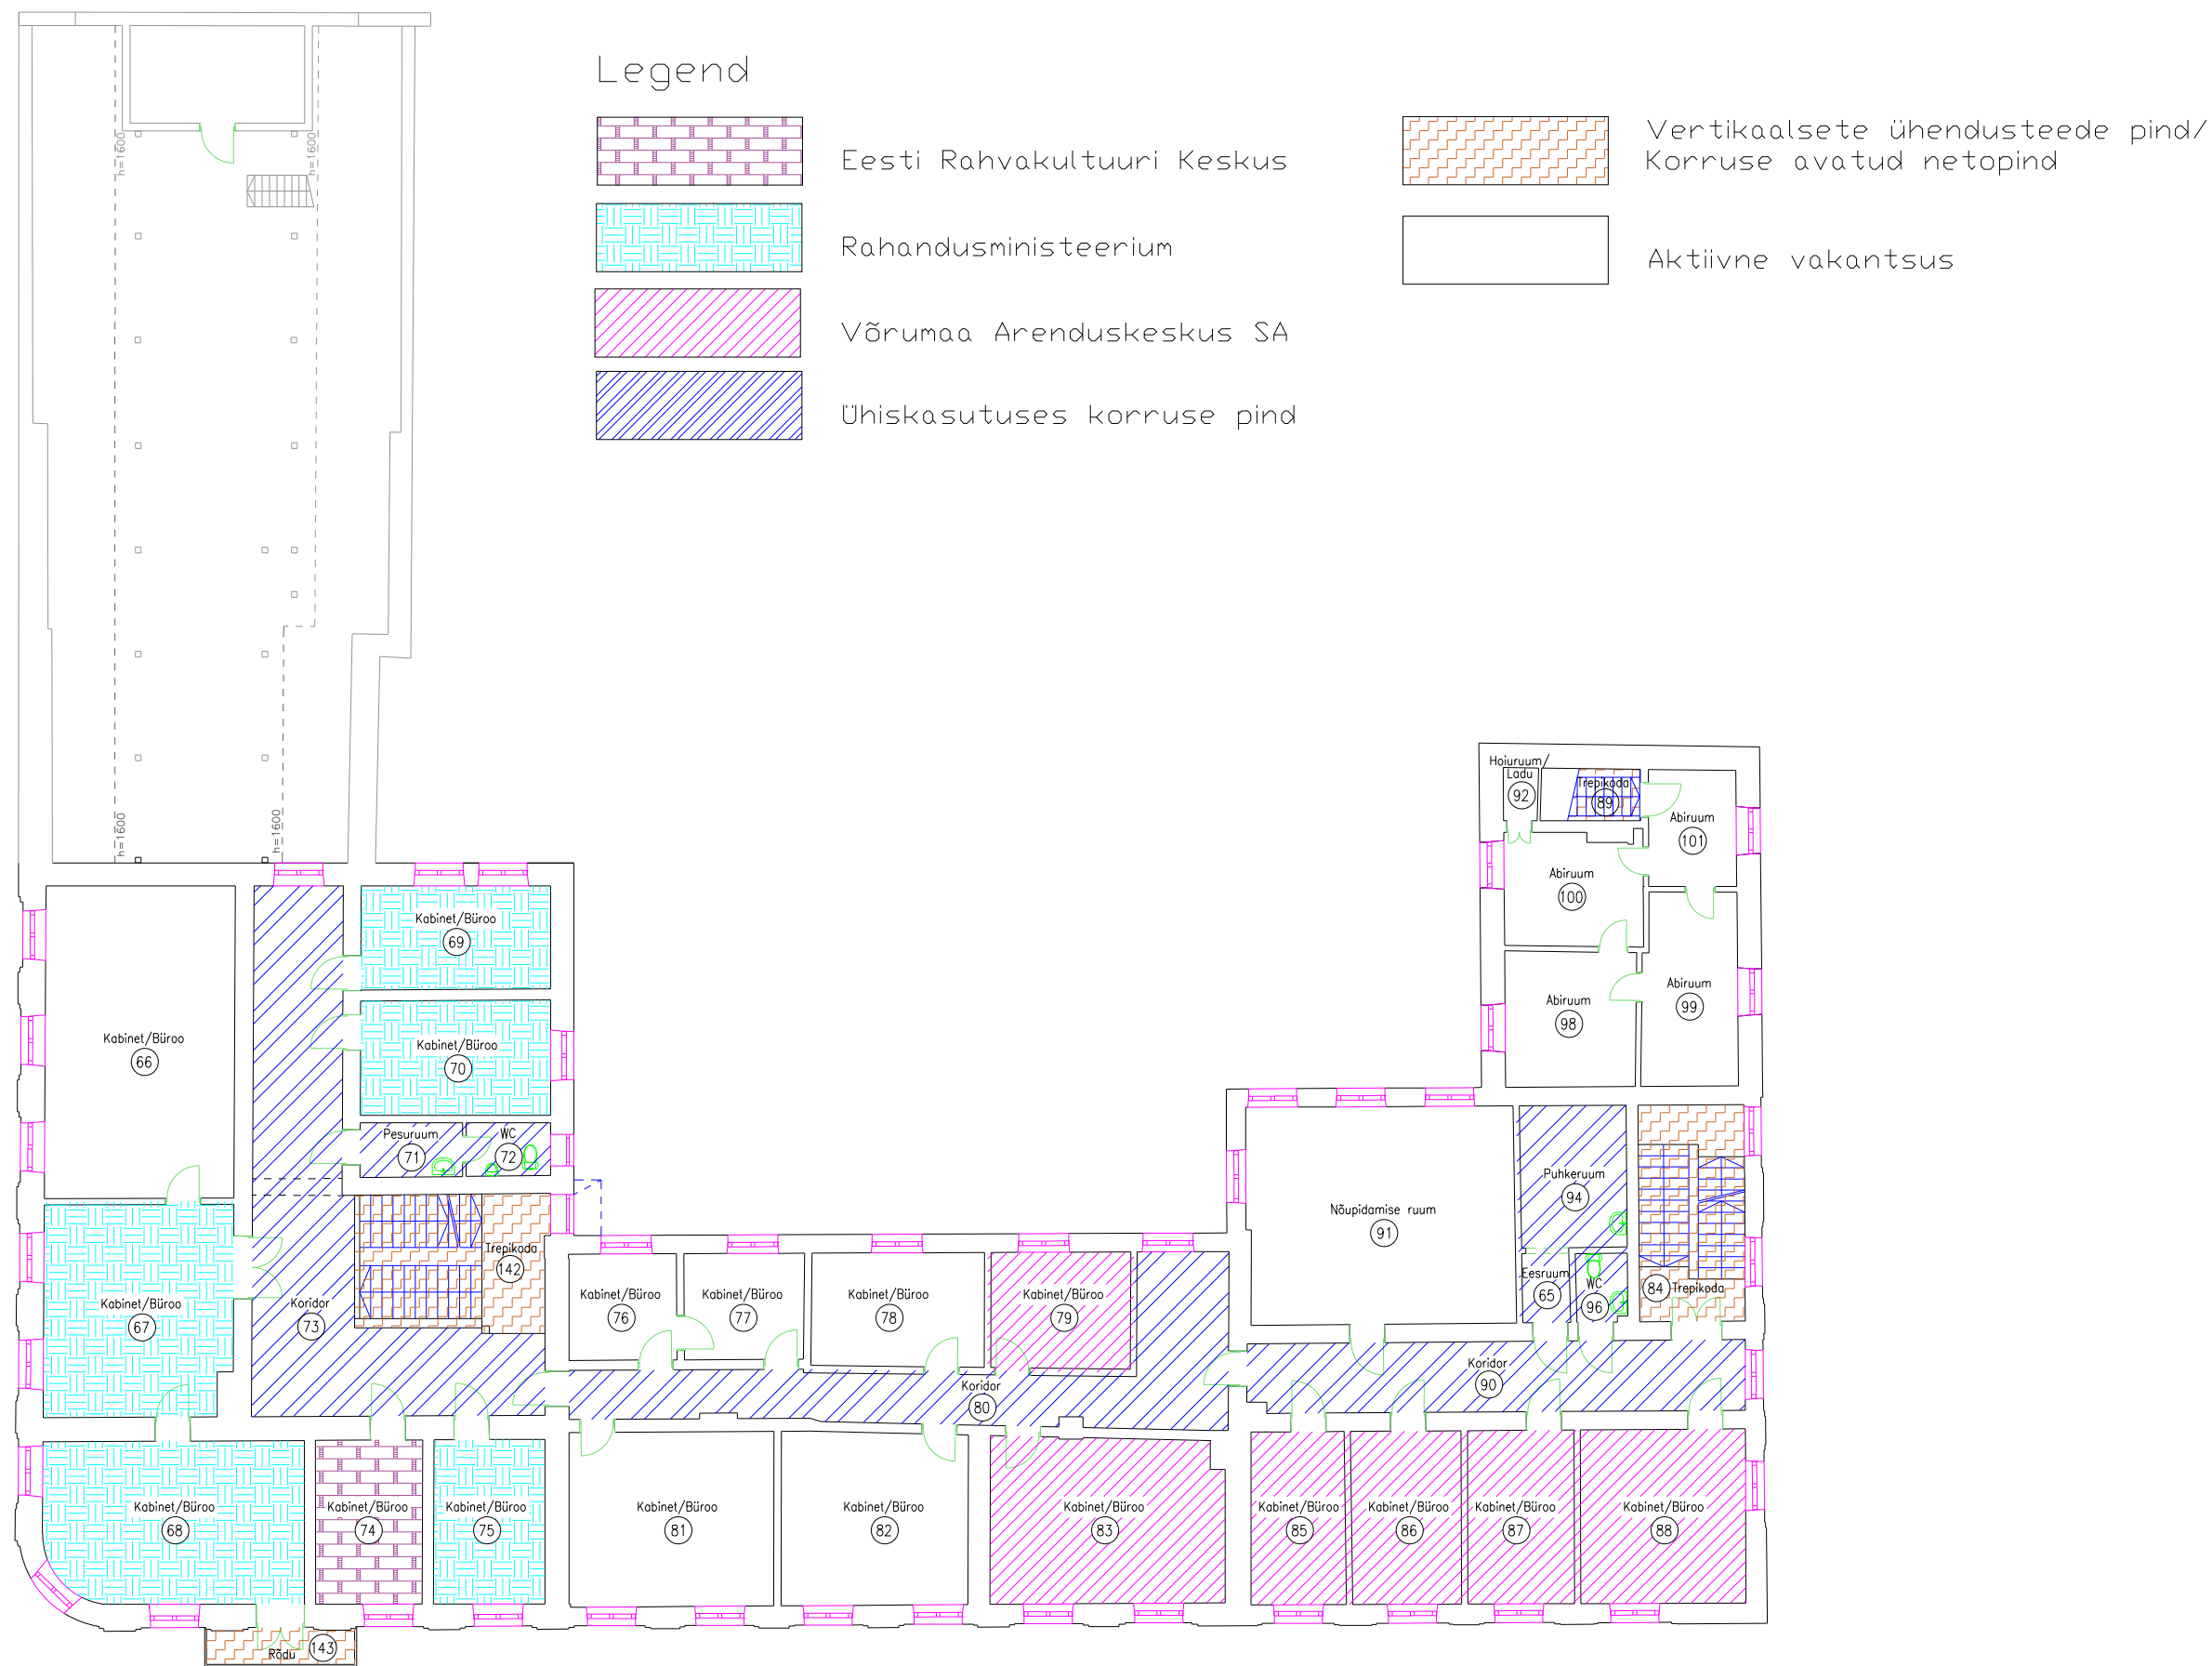 Legend
Eesti Rahvakultuuri Keskus
Rahandusministeerium
Võrumaa Arenduskeskus SA
Ühiskasutuses korruse pind
Vertikaalsete ühendusteede pind/
Korruse avatud netopind
Aktiivne vakantsus
h=1600
h=1600
h=1600
h=1600
Hoiuruum/
Ladu
92
Trepikoda
89
Abiruum
101
Abiruum
100
Abiruum
98
Abiruum
99
Kabinet/Büroo
66
Kabinet/Büroo
69
Kabinet/Büroo
70
Pesuruum
71
WC
72
Kabinet/Büroo
67
Koridor
73
Trepikoda
142
Kabinet/Büroo
76
Kabinet/Büroo
77
Kabinet/Büroo
78
Kabinet/Büroo
79
Koridor
80
Nõupidamise ruum
91
Puhkeruum
94
Eesruum
65
WC
96
84
Trepikoda
Koridor
90
Kabinet/Büroo
68
Kabinet/Büroo
74
Kabinet/Büroo
75
Kabinet/Büroo
81
Kabinet/Büroo
82
Kabinet/Büroo
83
Kabinet/Büroo
85
Kabinet/Büroo
86
Kabinet/Büroo
87
Kabinet/Büroo
88
Rõdu
143